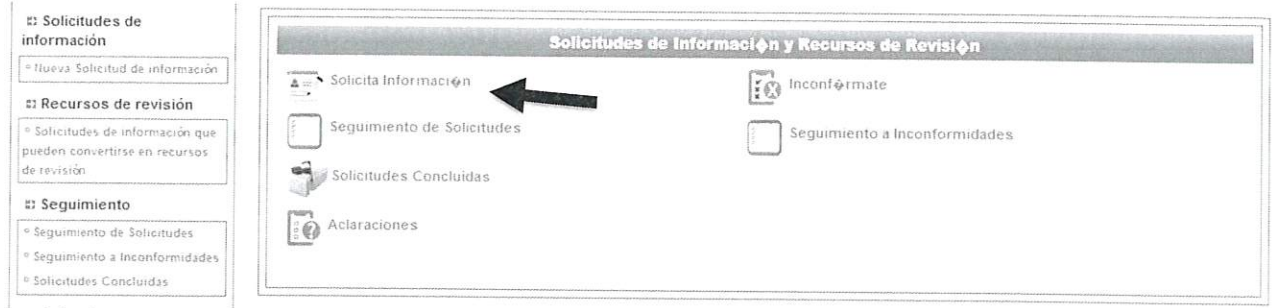 Solicitudes de
información
Nueva Solicitud de información
Recursos de revisión
Solicitudes de información que
pueden convertirse en recursos
de revisión
Seguimiento
Seguimiento de Solicitudes
Seguimiento a Inconformidades
Solicitudes Concluidas
Solicitudes de Informaci�n y Recursos de Revisi�n
Solicita Informaci�n
Inconf�rmate
Seguimiento de Solicitudes
Seguimiento a Inconformidades
Solicitudes Concluidas
Aclaraciones